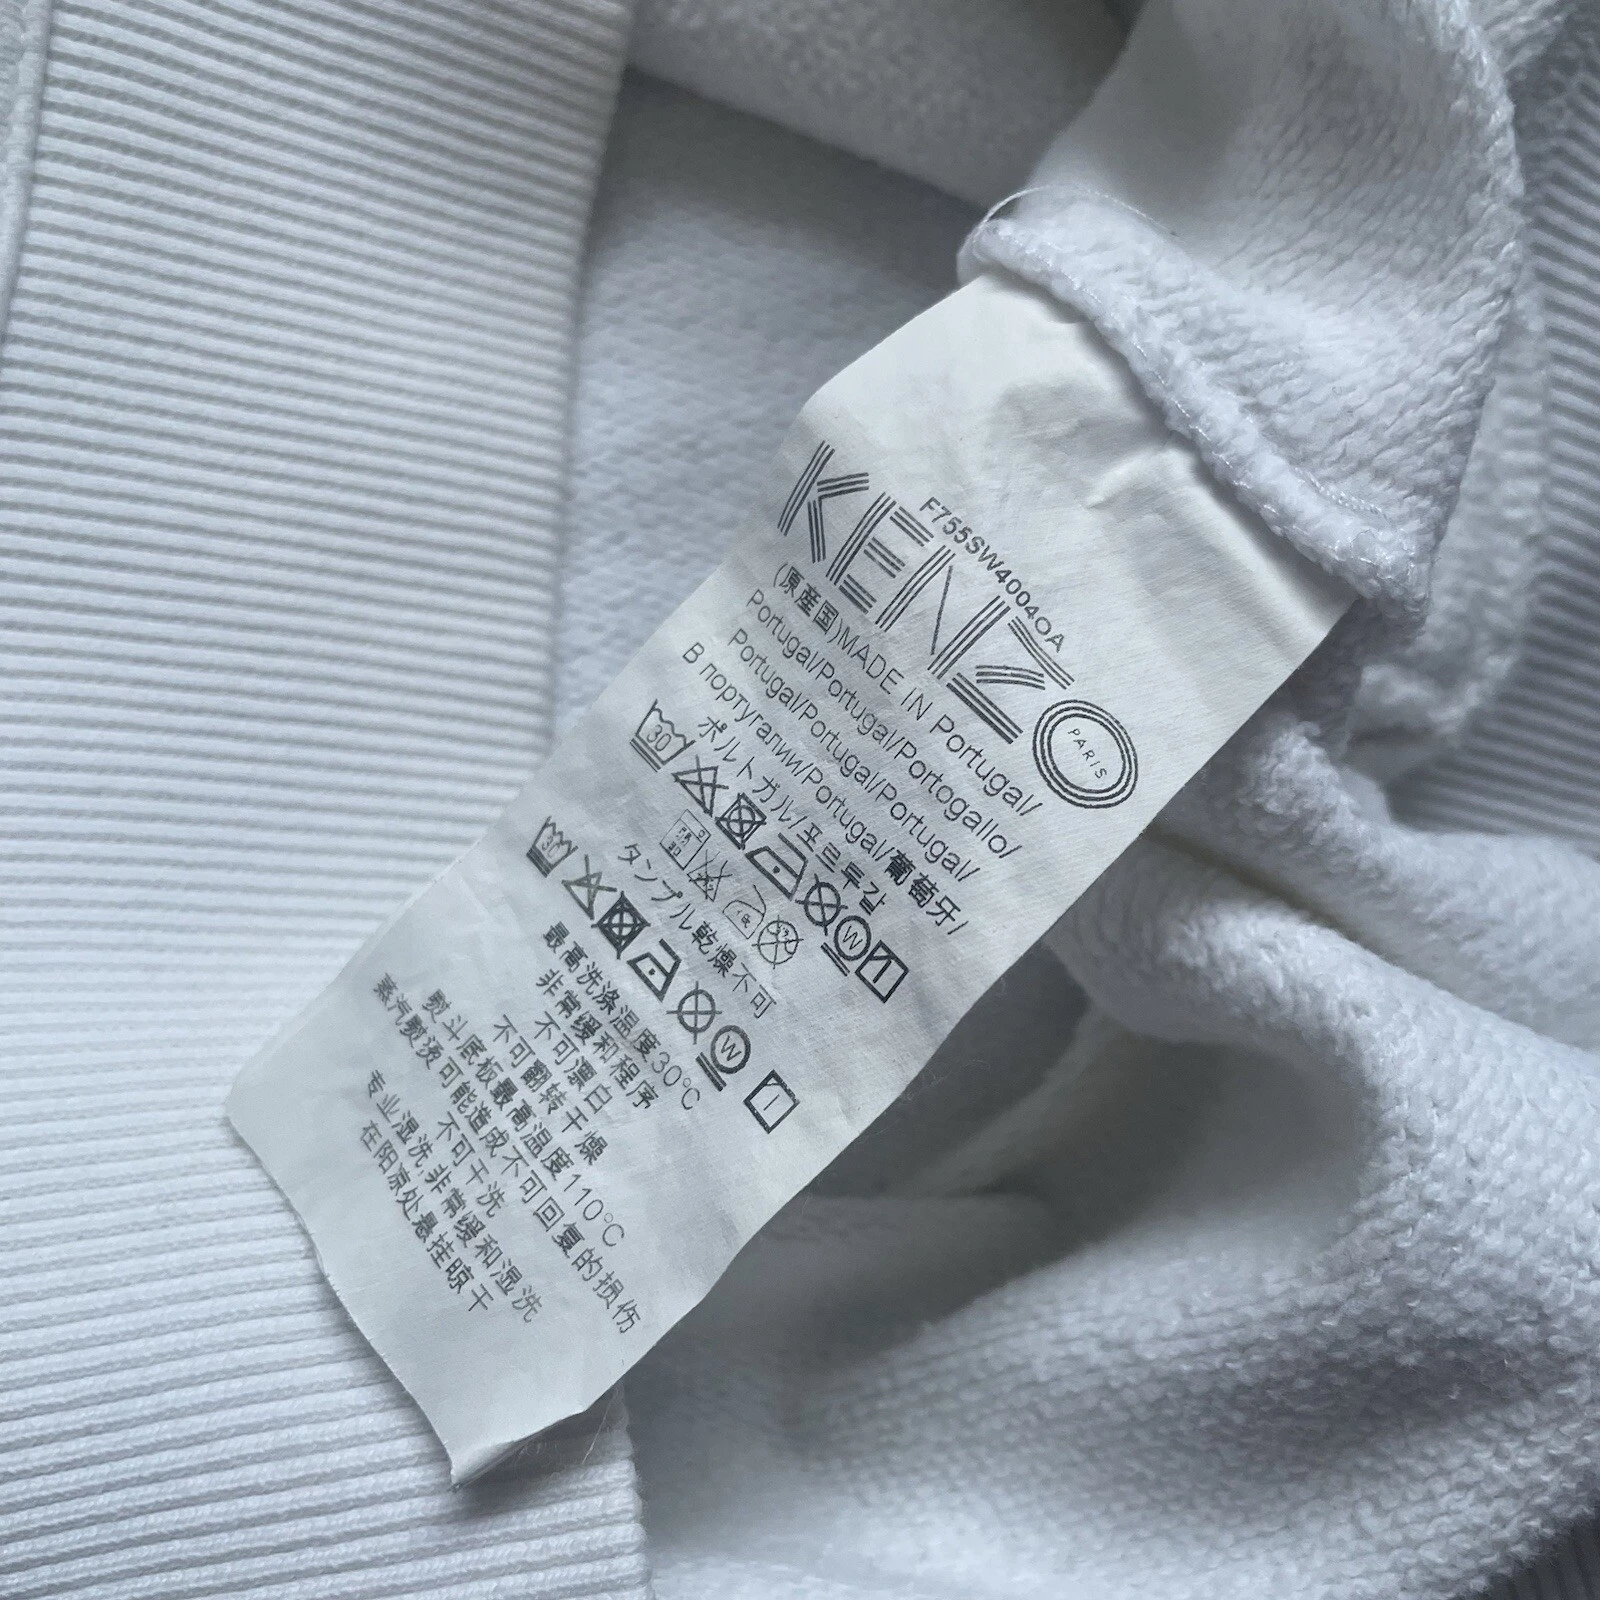 F755SW4004OA
KENZO
PARIS
(原産国)MADE IN Portugal/
Portugal/Portugal/Portogallo/
Portugal/Portugal/Portugal/
В португалии/Portugal/葡萄牙/
ポルトガル/포르투갈
30
W
タンブル乾燥不可
30
W
最高洗涤温度30°C
非常缓和程序
不可漂白
不可翻转干燥
熨斗底板最高温度110°C
蒸汽熨烫可能造成不可回复的损伤
不可干洗
专业湿洗,非常缓和湿洗
在阳凉处悬挂晾干